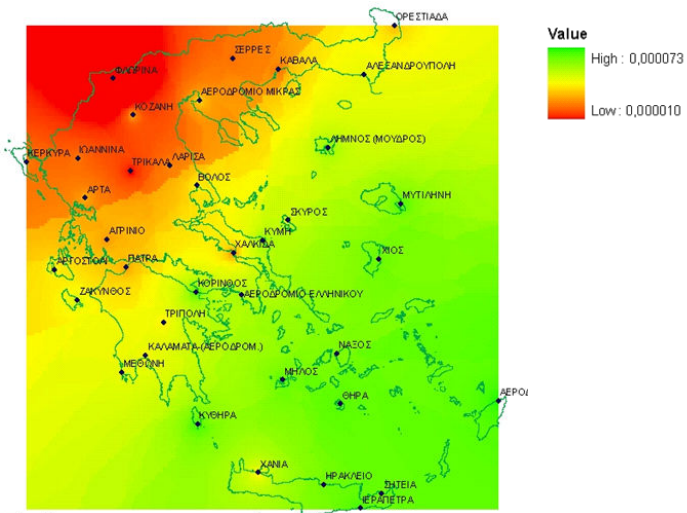 ΟΡΕΣΤΙΑΔΑ
Value
High : 0,000073
Low : 0,000010
ΣΕΡΡΕΣ
ΚΑΒΑΛΑ
ΑΛΕΞΑΝΔΡΟΥΠΟΛΗ
ΦΛΩΡΙΝΑ
ΑΕΡΟΔΡΟΜΙΟ ΜΙΚΡΑΣ
ΚΟΖΑΝΗ
ΛΗΜΝΟΣ (ΜΟΥΔΡΟΣ)
ΚΕΡΚΥΡΑ
ΙΩΑΝΝΙΝΑ
ΤΡΙΚΑΛΑ
ΛΑΡΙΣΑ
ΒΟΛΟΣ
ΑΡΤΑ
ΜΥΤΙΛΗΝΗ
ΣΚΥΡΟΣ
ΑΓΡΙΝΙΟ
ΚΥΜΗ
ΧΑΛΚΙΔΑ
ΧΙΟΣ
ΑΡΓΟΣΤΟΛΙ
ΠΑΤΡΑ
ΚΟΡΙΝΘΟΣ
ΑΕΡΟΔΡΟΜΙΟ ΕΛΛΗΝΙΚΟΥ
ΖΑΚΥΝΘΟΣ
ΤΡΙΠΟΛΗ
ΚΑΛΑΜΑΤΑ-(ΑΕΡΟΔΡΟΜ.)
ΝΑΞΟΣ
ΜΕΘΩΝΗ
ΜΗΛΟΣ
ΘΗΡΑ
ΑΕΡΟΔ
ΚΥΘΗΡΑ
ΧΑΝΙΑ
ΗΡΑΚΛΕΙΟ
ΣΗΤΕΙΑ
ΙΕΡΑΠΕΤΡΑ